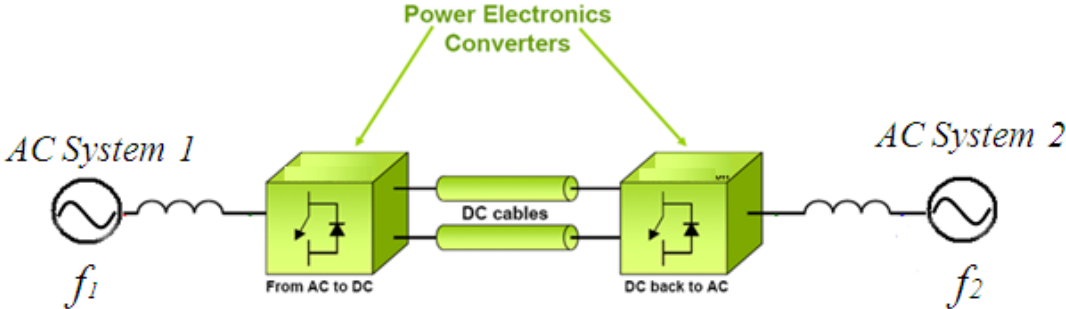 Power Electronics
Converters
AC System 1
AC System 2
DC cables
From AC to DC
DC back to AC
f1
f2